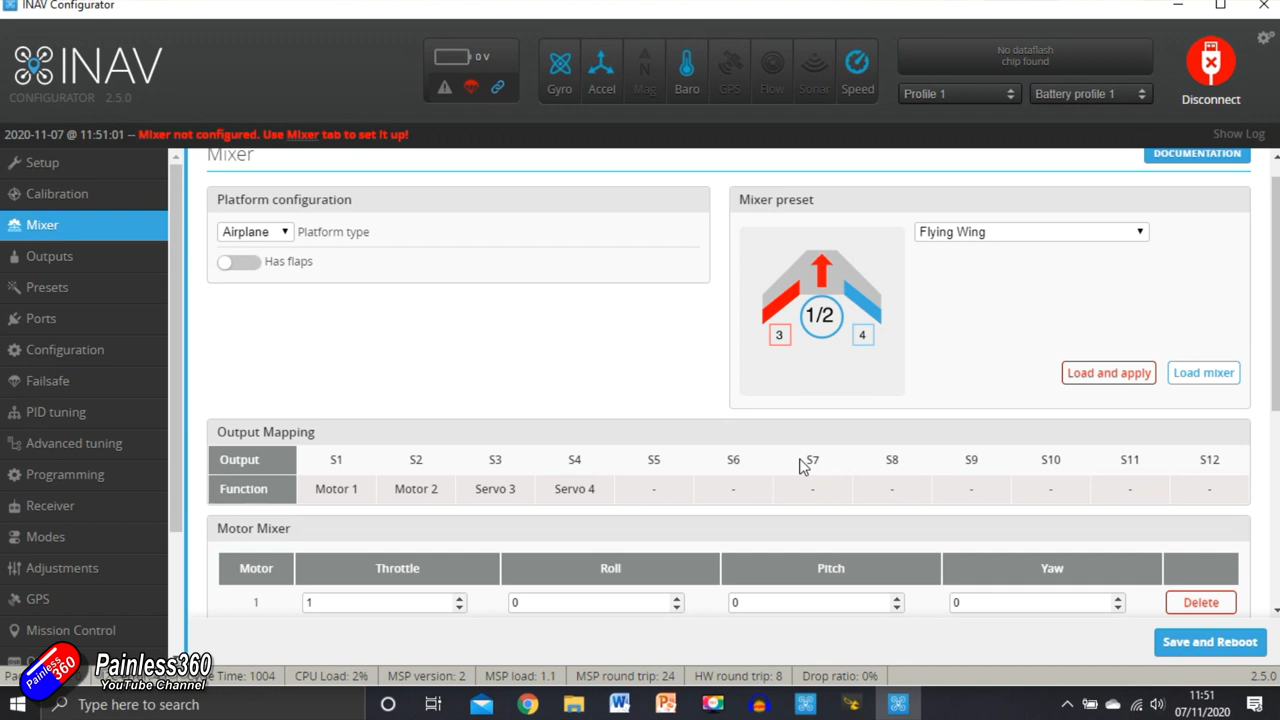 INAV Configurator
INAV
CONFIGURATOR 2.5.0
0 V
Gyro
Accel
Mag
Baro
GPS
Flow
Sonar
Speed
No dataflash
chip found
Profile 1
Battery profile 1
Disconnect
2020-11-07 @ 11:51:01 -- Mixer not configured. Use Mixer tab to set it up!
Show Log
Setup
Calibration
Mixer
Outputs
Presets
Ports
Configuration
Failsafe
PID tuning
Advanced tuning
Programming
Receiver
Modes
Adjustments
GPS
Mission Control
Mixer
DOCUMENTATION
Platform configuration
Airplane
Platform type
Has flaps
Mixer preset
Flying Wing
1/2
3
4
Load and apply
Load mixer
Output Mapping
Output S1 S2 S3 S4 S5 S6 S7 S8 S9 S10 S11 S12
Function Motor 1 Motor 2 Servo 3 Servo 4 - - - - - - - -
Motor Mixer
Motor Throttle Roll Pitch Yaw
1 1 0 0 0 Delete
Save and Reboot
Painless360
Painless360
YouTube Channel
Time: 1004 CPU Load: 2% MSP version: 2 MSP load: 1.1 MSP round trip: 24 HW round trip: 8 Drop ratio: 0% 2.5.0
Type here to search
11:51
07/11/2020